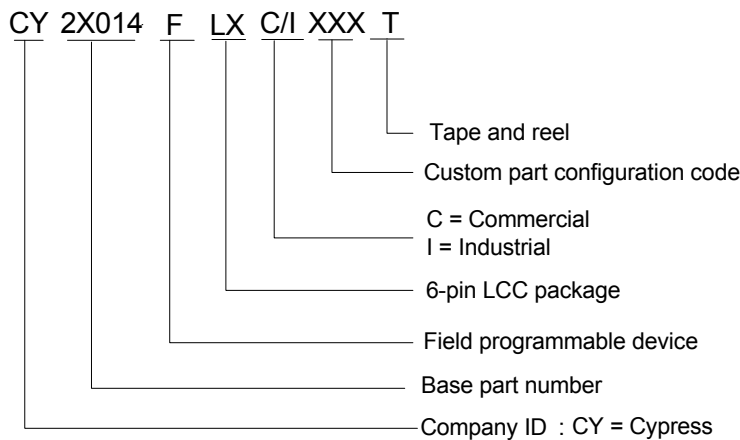 CY 2X014 F LX C/I XXX T
Tape and reel
Custom part configuration code
C = Commercial
I = Industrial
6-pin LCC package
Field programmable device
Base part number
Company ID : CY = Cypress